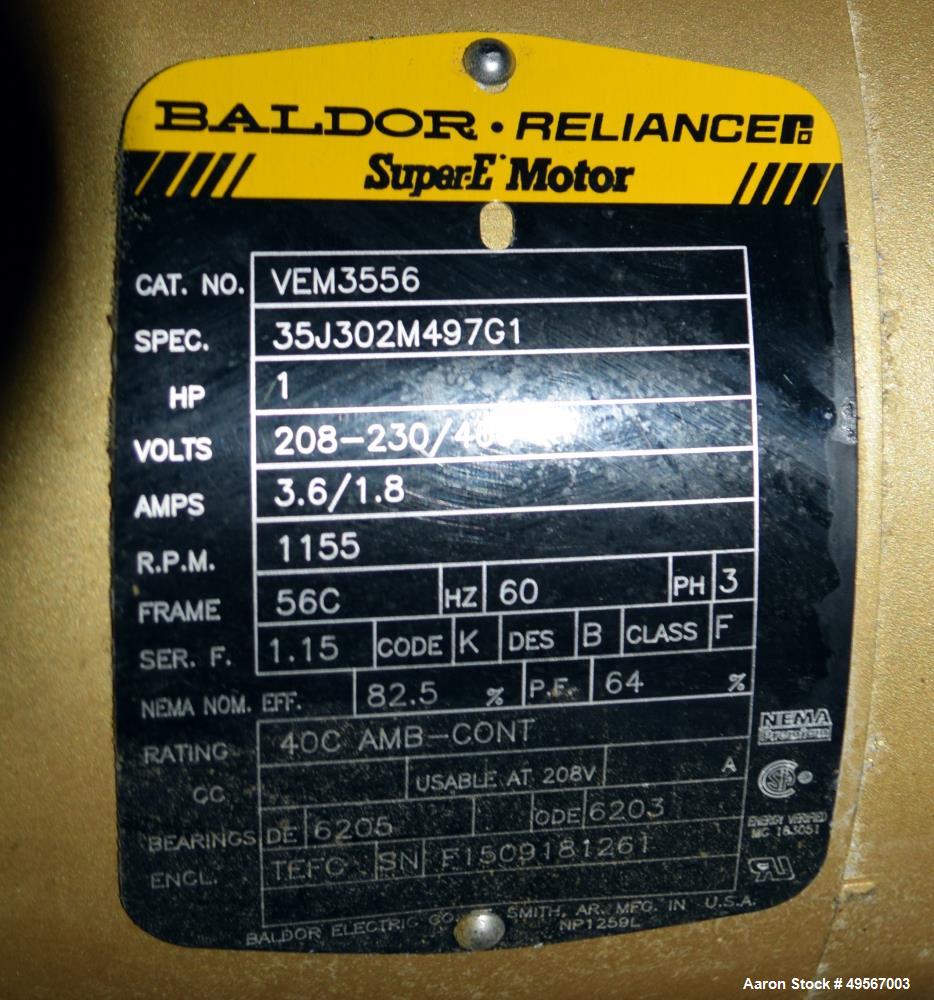 BALDOR • RELIANCE
Super-E Motor
CAT. NO. VEM3556
SPEC. 35J302M497G1
HP 1
VOLTS 208-230/
AMPS 3.6/1.8
R.P.M. 1155
FRAME 56C HZ 60 PH 3
SER. F. 1.15 CODE K DES B CLASS F
NEMA NOM. EFF. 82.5 % P.F. 64 %
RATING 40C AMB-CONT
NEMA
Premium
CC USABLE AT 208V A
BEARINGS DE 6205 ODE 6203
ENERGY VERIFIED
ENCL. TEFC SN F1509181261
BALDOR ELECTRIC CO. SMITH, AR. MFG. IN U.S.A.
NP1259L
Aaron Stock # 49567003